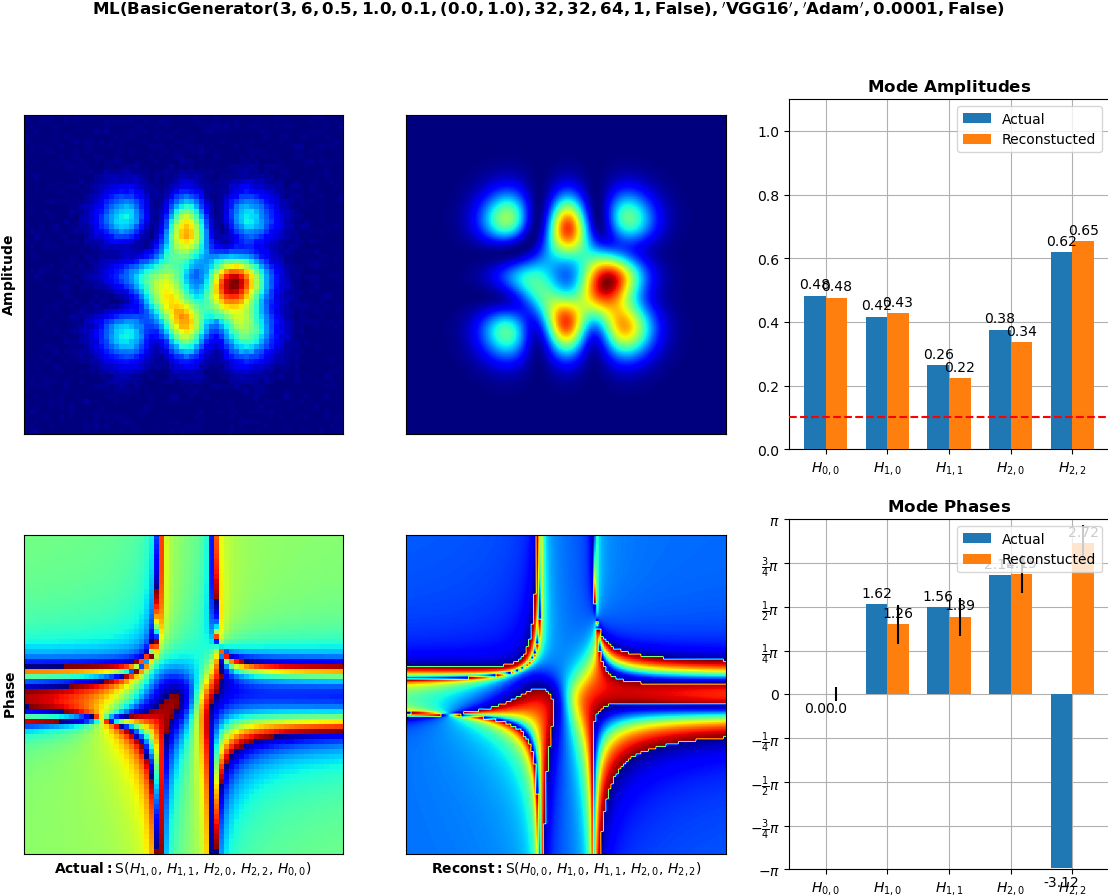 ML(BasicGenerator(3, 6, 0.5, 1.0, 0.1, (0.0, 1.0), 32, 32, 64, 1, False), 'VGG16', 'Adam', 0.0001, False)
Amplitude
Mode Amplitudes
Actual
Reconstucted
1.0
0.8
0.6
0.4
0.2
0.0
0.48
0.48
0.42
0.43
0.26
0.22
0.38
0.34
0.62
0.65
H0,0
H1,0
H1,1
H2,0
H2,2
Phase
Actual: S(H1,0, H1,1, H2,0, H2,2, H0,0)
Reconst: S(H0,0, H1,0, H1,1, H2,0, H2,2)
Mode Phases
Actual
Reconstucted
π
3/4π
1/2π
1/4π
0
−1/4π
−1/2π
−3/4π
−π
0.0
0.0
1.62
1.26
1.56
1.39
2.72
-3.12
H0,0
H1,0
H1,1
H2,0
H2,2